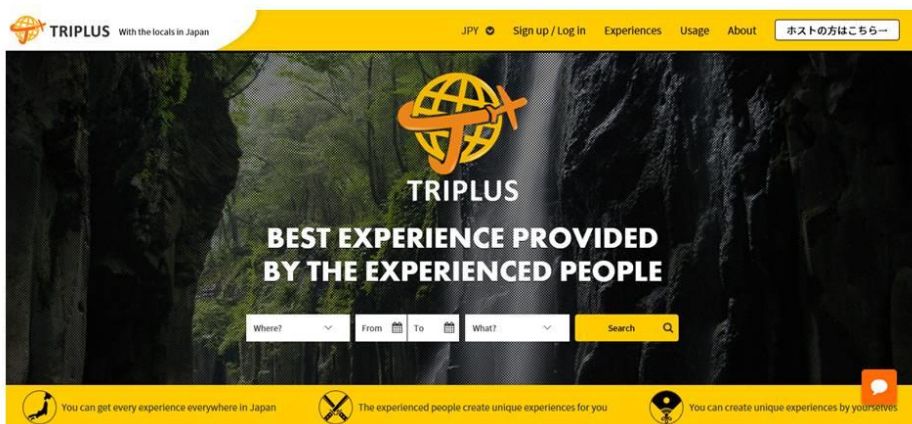 TRIPLUS With the locals in Japan
JPY Sign up / Log in Experiences Usage About ホストの方はこちら→
TRIPLUS
BEST EXPERIENCE PROVIDED
BY THE EXPERIENCED PEOPLE
Where? From To What? Search
You can get every experience everywhere in Japan
The experienced people create unique experiences for you
You can create unique experiences by yourselves